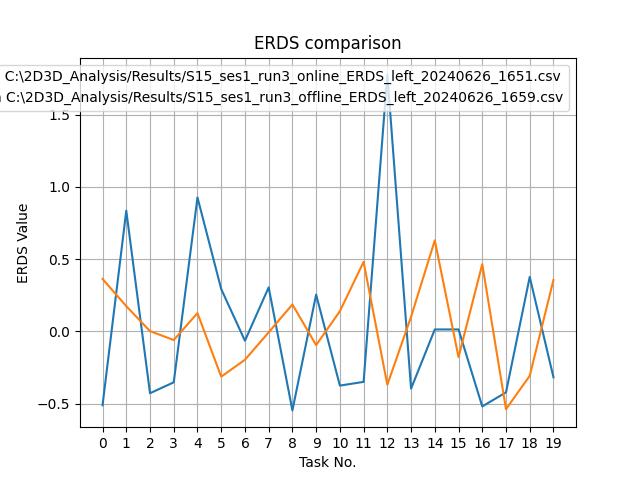 ERDS comparison
C:\2D3D_Analysis/Results/S15_ses1_run3_online_ERDS_left_20240626_1651.csv
C:\2D3D_Analysis/Results/S15_ses1_run3_offline_ERDS_left_20240626_1659.csv
1.5
1.0
0.5
0.0
−0.5
ERDS Value
0 1 2 3 4 5 6 7 8 9 10 11 12 13 14 15 16 17 18 19
Task No.